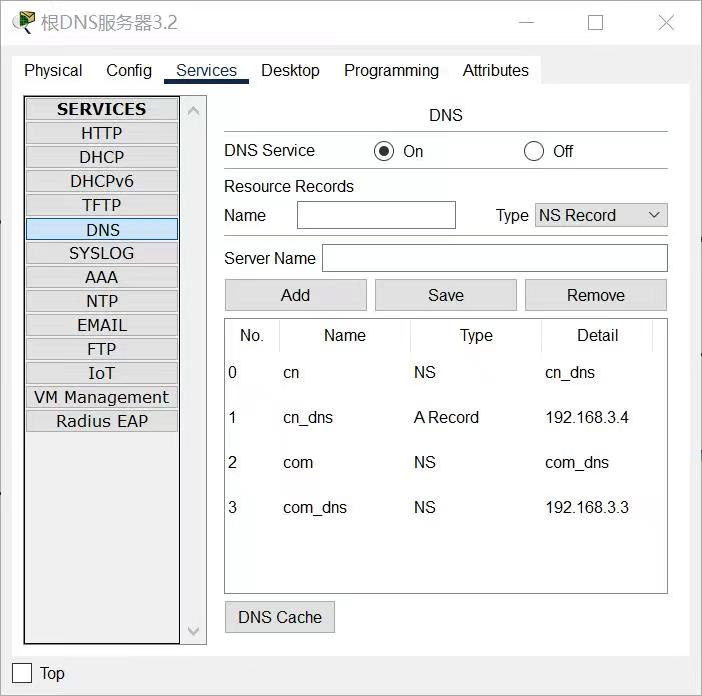 根DNS服务器3.2
Physical Config Services Desktop Programming Attributes
SERVICES
HTTP
DHCP
DHCPv6
TFTP
DNS
SYSLOG
AAA
NTP
EMAIL
FTP
IoT
VM Management
Radius EAP
DNS
DNS Service On Off
Resource Records
Name Type NS Record
Server Name
Add Save Remove
No. Name Type Detail
0 cn NS cn_dns
1 cn_dns A Record 192.168.3.4
2 com NS com_dns
3 com_dns NS 192.168.3.3
DNS Cache
Top